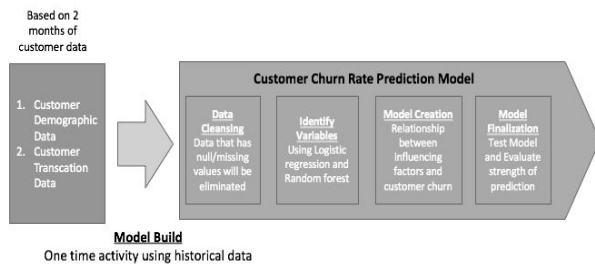 Based on 2
months of
customer data
1. Customer
Demographic
Data
2. Customer
Transcation
Data
Customer Churn Rate Prediction Model
Data
Cleansing
Data that has
null/missing
values will be
eliminated
Identify
Variables
Using Logistic
regression and
Random forest
Model Creation
Relationship
between
influencing
factors and
customer churn
Model
Finalization
Test Model
and Evaluate
strength of
prediction
Model Build
One time activity using historical data